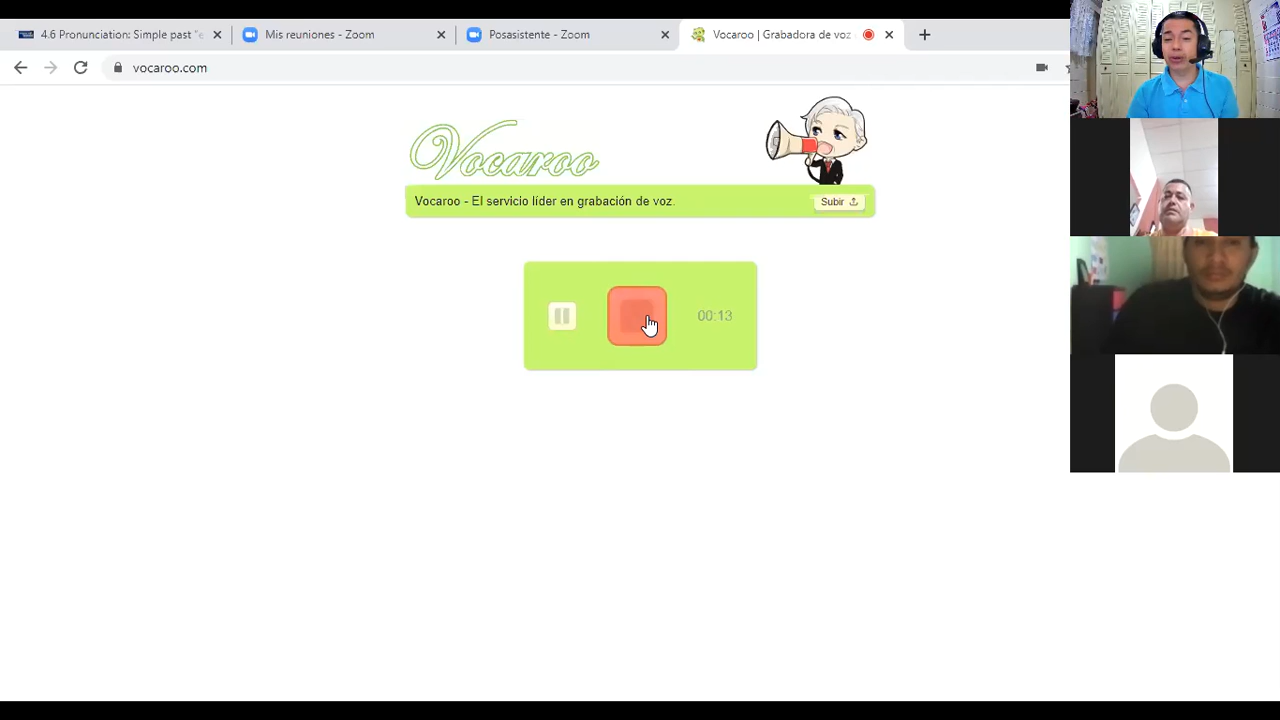 4.6 Pronunciation: Simple past "e
Mis reuniones - Zoom
Posasistente - Zoom
Vocaroo | Grabadora de voz
vocaroo.com
Vocaroo
Vocaroo - El servicio líder en grabación de voz.
Subir
00:13